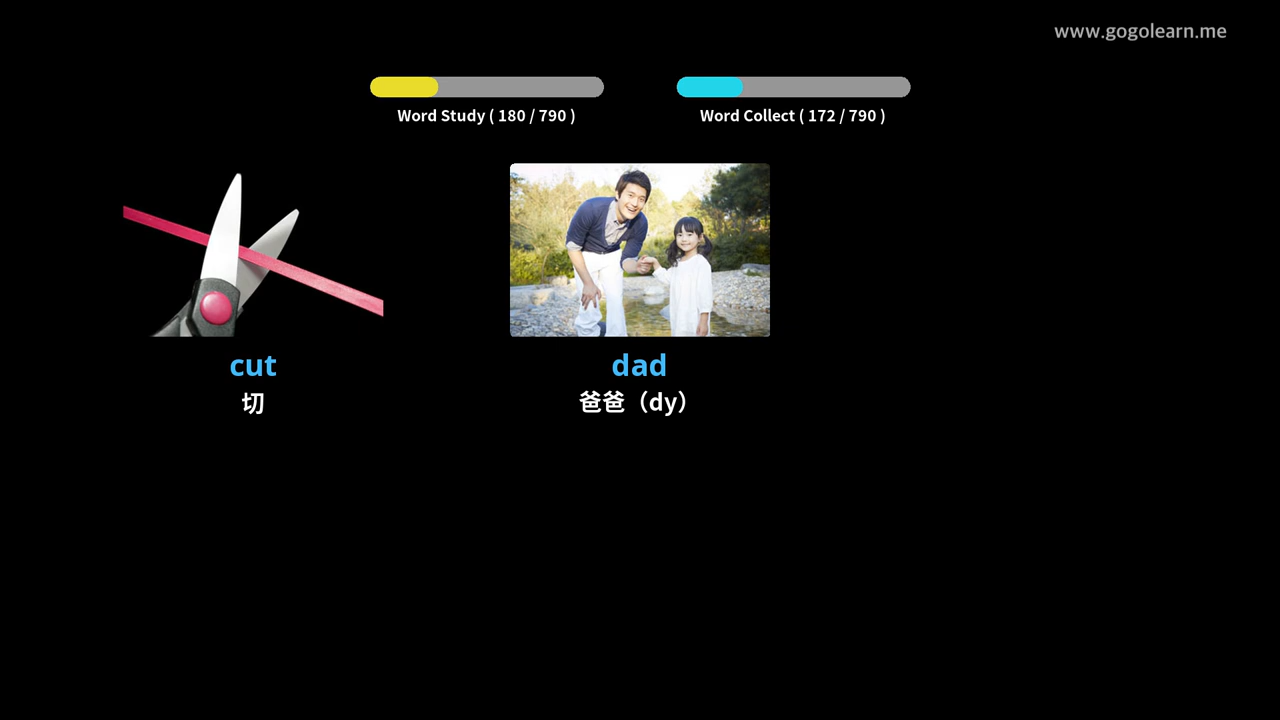 www.gogolearn.me
Word Study ( 180 / 790 )
Word Collect ( 172 / 790 )
cut
切
dad
爸爸（dy）